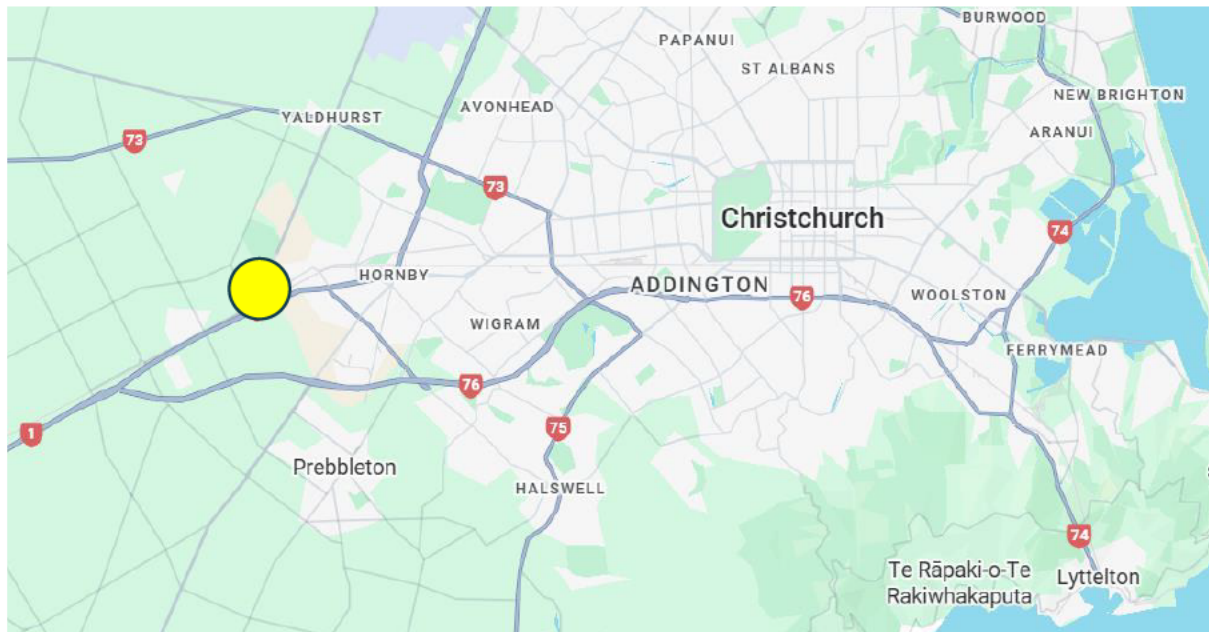 BURWOOD
PAPANUI
ST ALBANS
NEW BRIGHTON
AVONHEAD
YALDHURST
ARANUI
73
73
Christchurch
74
HORNBY
ADDINGTON
76
WOOLSTON
WIGRAM
FERRYMEAD
76
75
1
Prebbleton
HALSWELL
74
Te Rāpaki-o-Te
Rakiwhakaputa
Lyttelton